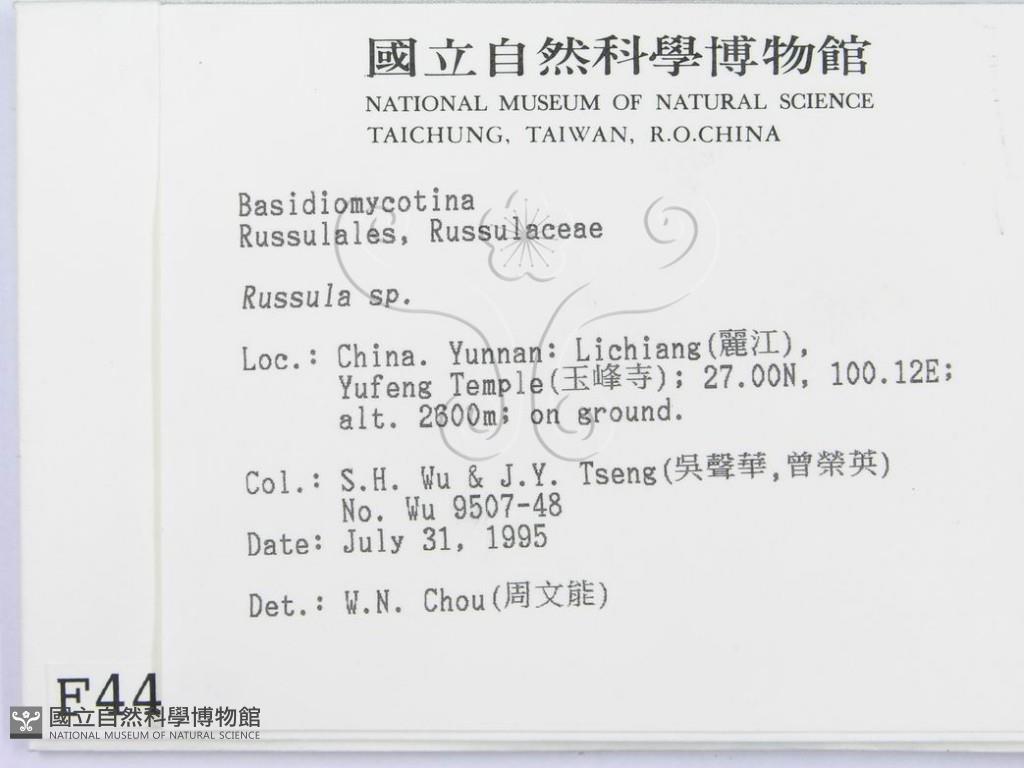 國立自然科學博物館
NATIONAL MUSEUM OF NATURAL SCIENCE
TAICHUNG, TAIWAN, R.O.CHINA
Basidiomycotina
Russulales, Russulaceae
Russula sp.
Loc.: China. Yunnan: Lichiang(麗江),
Yufeng Temple(玉峰寺); 27.00N, 100.12E;
alt. 2600m; on ground.
Col.: S.H. Wu & J.Y. Tseng(吳聲華,曾榮英)
No. Wu 9507-48
Date: July 31, 1995
Det.: W.N. Chou(周文能)
F44
國立自然科學博物館
NATIONAL MUSEUM OF NATURAL SCIENCE